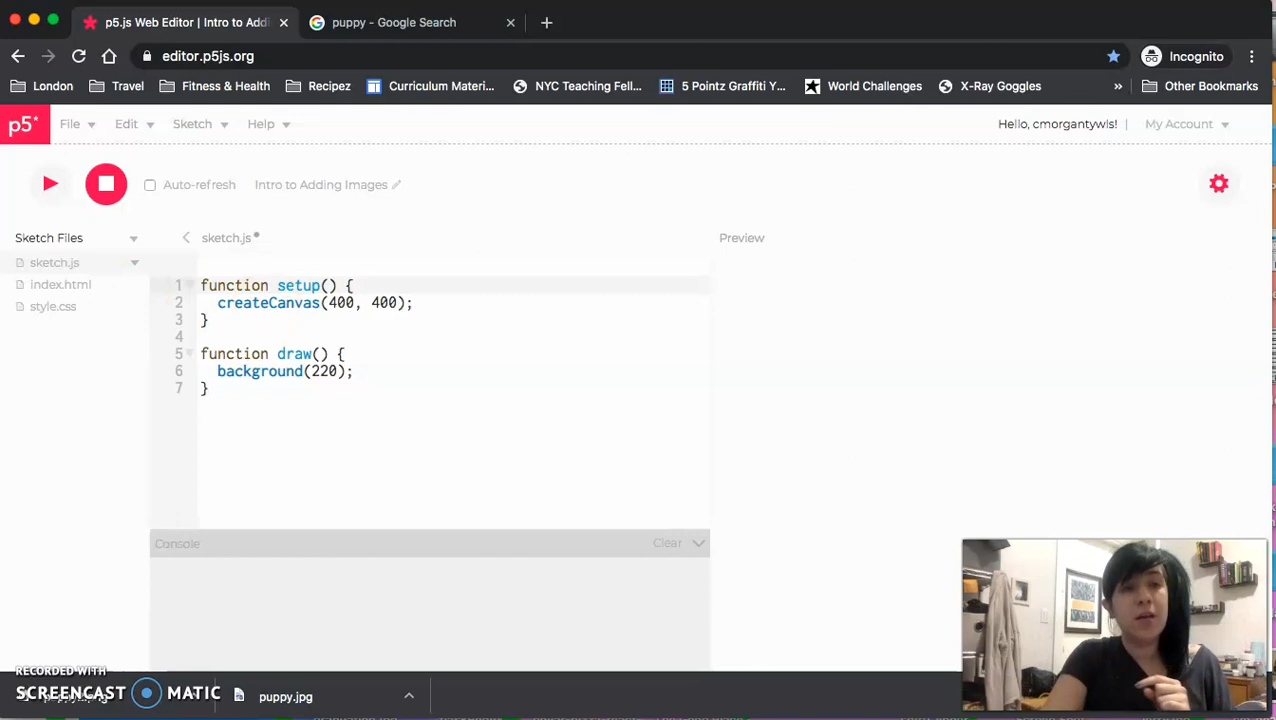 p5.js Web Editor | Intro to Addi
puppy - Google Search
editor.p5js.org
Incognito
London Travel Fitness & Health Recipez Curriculum Materi... NYC Teaching Fell... 5 Pointz Graffiti Y... World Challenges X-Ray Goggles » Other Bookmarks
p5* File Edit Sketch Help Hello, cmorgantywls! | My Account
Auto-refresh Intro to Adding Images
Sketch Files
sketch.js
Preview
sketch.js
index.html
style.css
1 function setup() {
2 createCanvas(400, 400);
3 }
4
5 function draw() {
6 background(220);
7 }
Console
Clear
RECORDED WITH
SCREENCAST MATIC
puppy.jpg